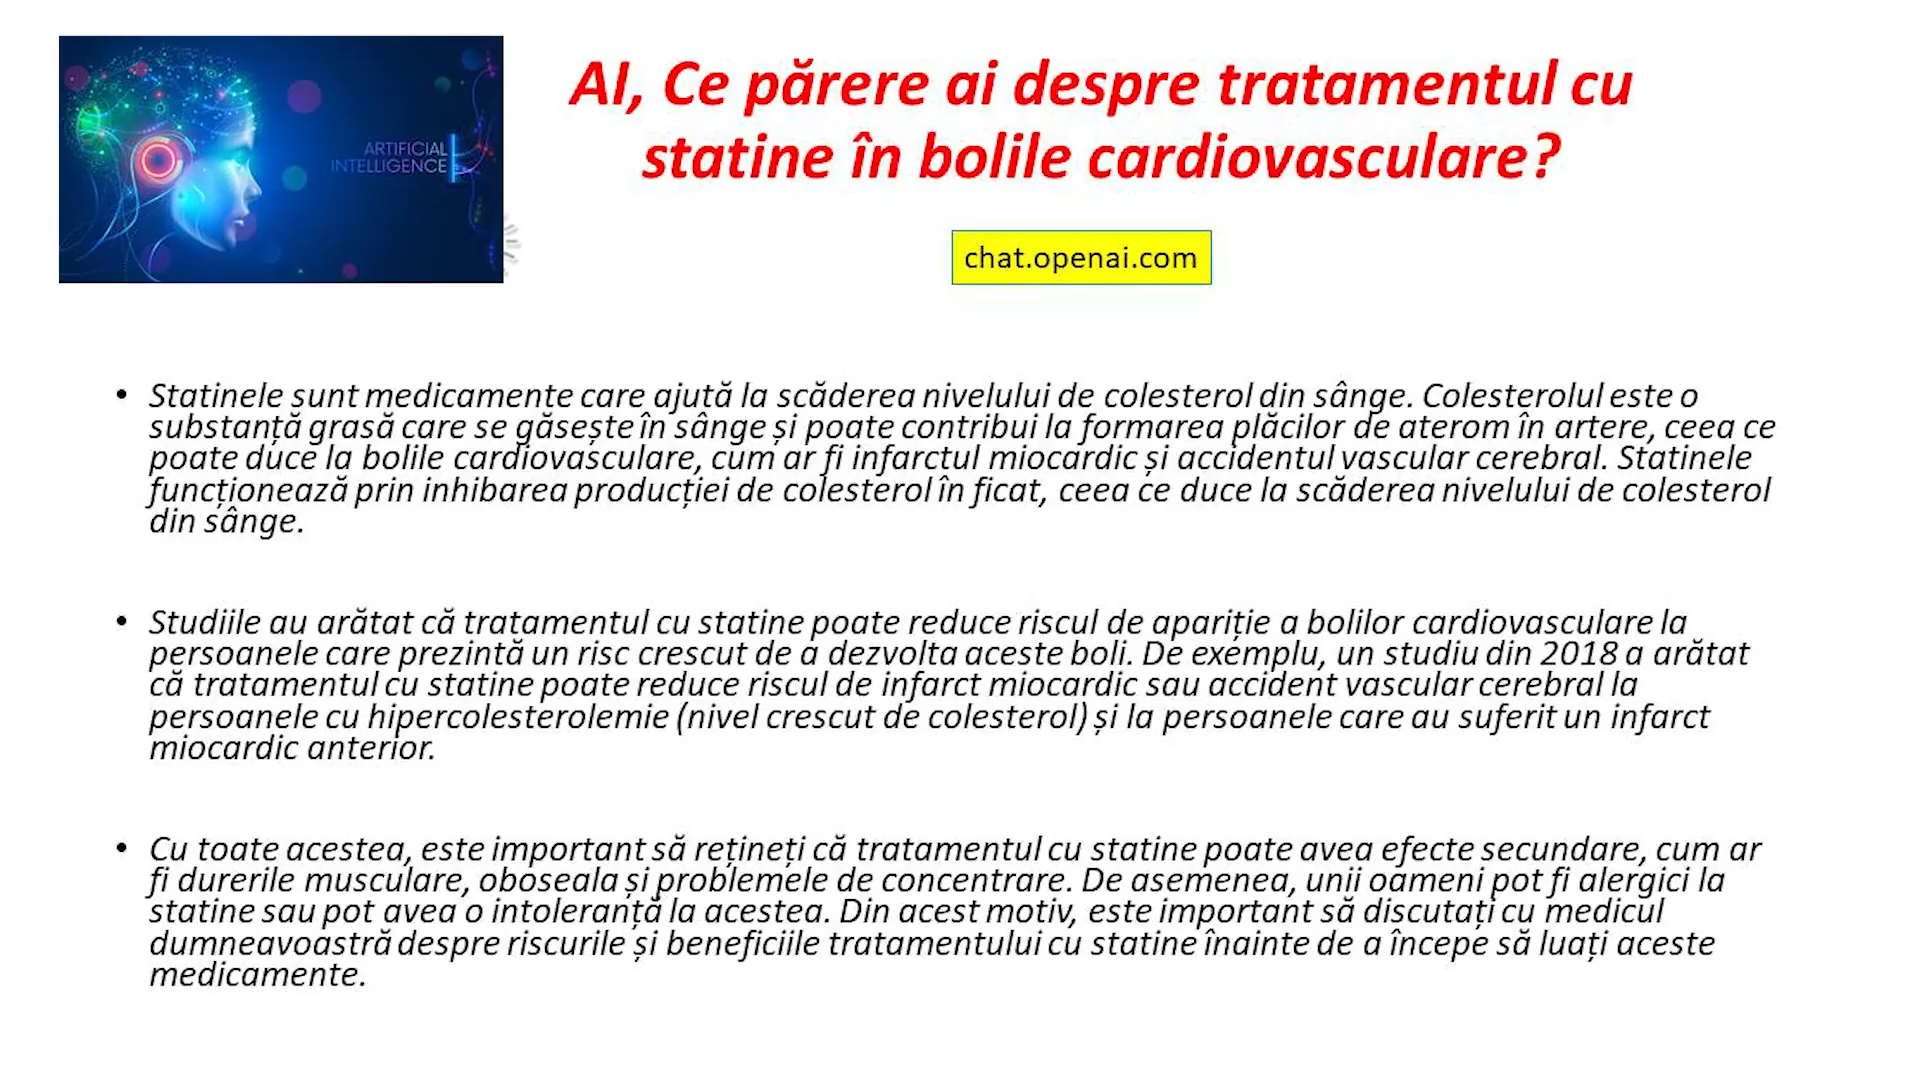 ARTIFICIAL
INTELLIGENCE
AI, Ce părere ai despre tratamentul cu
statine în bolile cardiovasculare?
chat.openai.com
• Statinele sunt medicamente care ajută la scăderea nivelului de colesterol din sânge. Colesterolul este o
substanță grasă care se găsește în sânge și poate contribui la formarea plăcilor de aterom în artere, ceea ce
poate duce la bolile cardiovasculare, cum ar fi infarctul miocardic și accidentul vascular cerebral. Statinele
funcționează prin inhibarea producției de colesterol în ficat, ceea ce duce la scăderea nivelului de colesterol
din sânge.
• Studiile au arătat că tratamentul cu statine poate reduce riscul de apariție a bolilor cardiovasculare la
persoanele care prezintă un risc crescut de a dezvolta aceste boli. De exemplu, un studiu din 2018 a arătat
că tratamentul cu statine poate reduce riscul de infarct miocardic sau accident vascular cerebral la
persoanele cu hipercolesterolemie (nivel crescut de colesterol) și la persoanele care au suferit un infarct
miocardic anterior.
• Cu toate acestea, este important să rețineți că tratamentul cu statine poate avea efecte secundare, cum ar
fi durerile musculare, oboseala și problemele de concentrare. De asemenea, unii oameni pot fi alergici la
statine sau pot avea o intoleranță la acestea. Din acest motiv, este important să discutați cu medicul
dumneavoastră despre riscurile și beneficiile tratamentului cu statine înainte de a începe să luați aceste
medicamente.